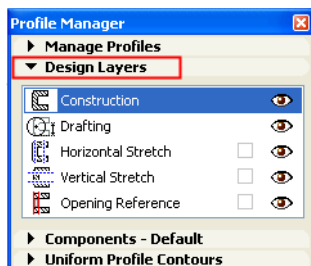 Profile Manager
Manage Profiles
Design Layers
Construction
Drafting
Horizontal Stretch
Vertical Stretch
Opening Reference
Components - Default
Uniform Profile Contours